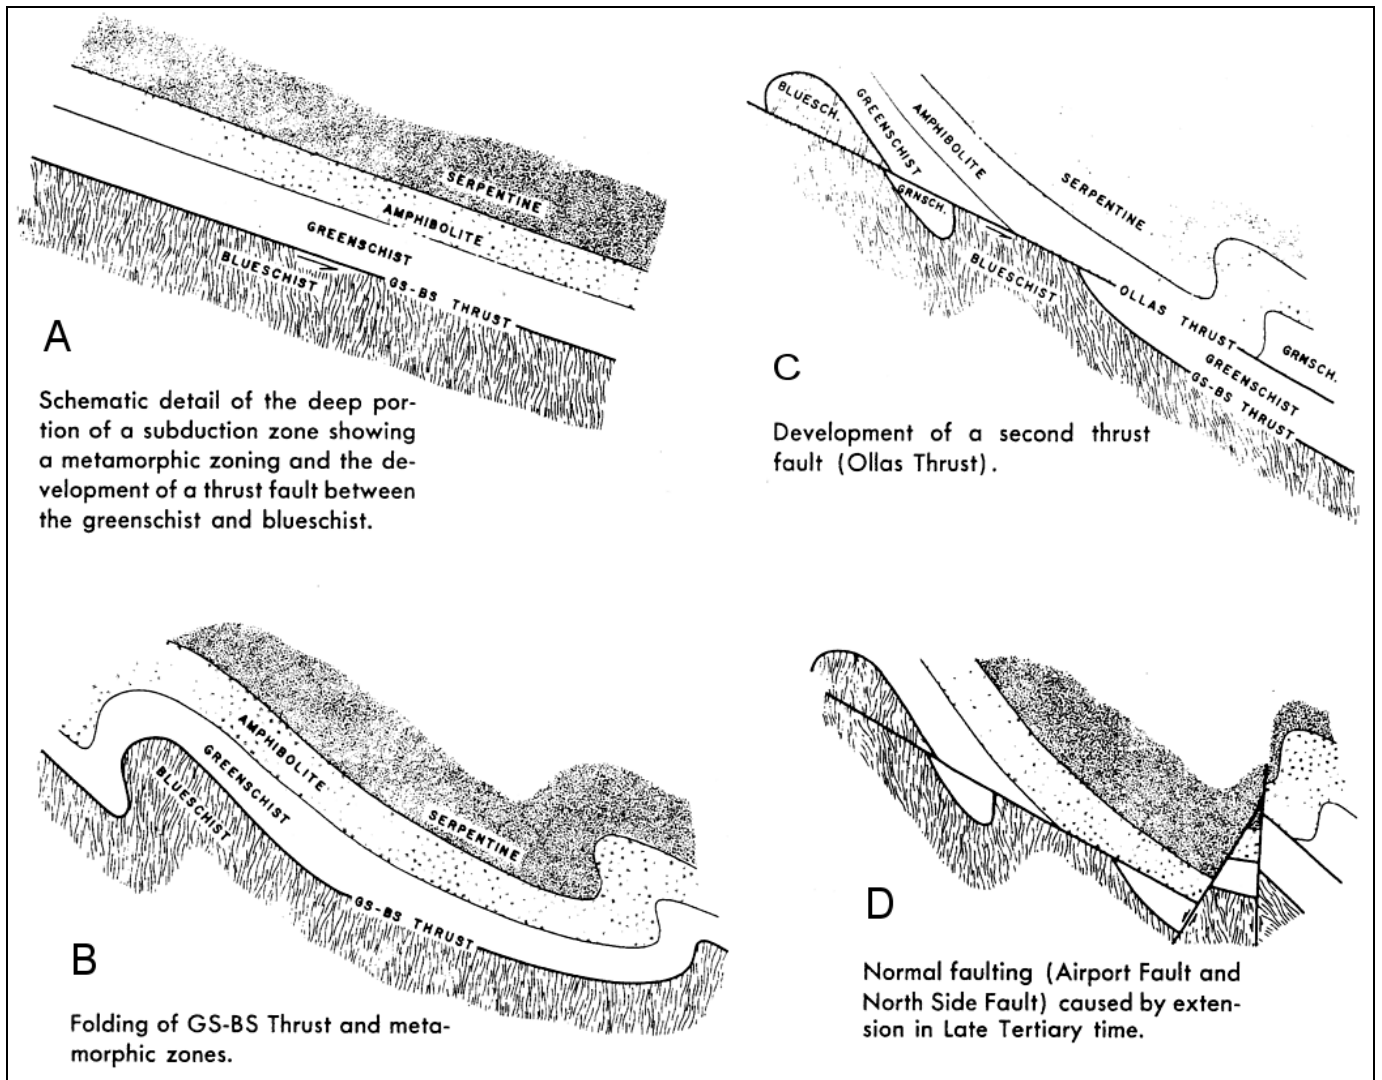 SERPENTINE
AMPHIBOLITE
GREENSCHIST
BLUESCHIST
GS-BS THRUST
A
Schematic detail of the deep por-
tion of a subduction zone showing
a metamorphic zoning and the de-
velopment of a thrust fault between
the greenschist and blueschist.
BLUESCH.
GREENSCHIST
AMPHIBOLITE
SERPENTINE
GRNSCH.
BLUESCHIST
OLLAS THRUST
GRNSCH.
GREENSCHIST
GS-BS THRUST
C
Development of a second thrust
fault (Ollas Thrust).
AMPHIBOLITE
GREENSCHIST
BLUESCHIST
SERPENTINE
GS-BS THRUST
B
Folding of GS-BS Thrust and meta-
morphic zones.
D
Normal faulting (Airport Fault and
North Side Fault) caused by exten-
sion in Late Tertiary time.